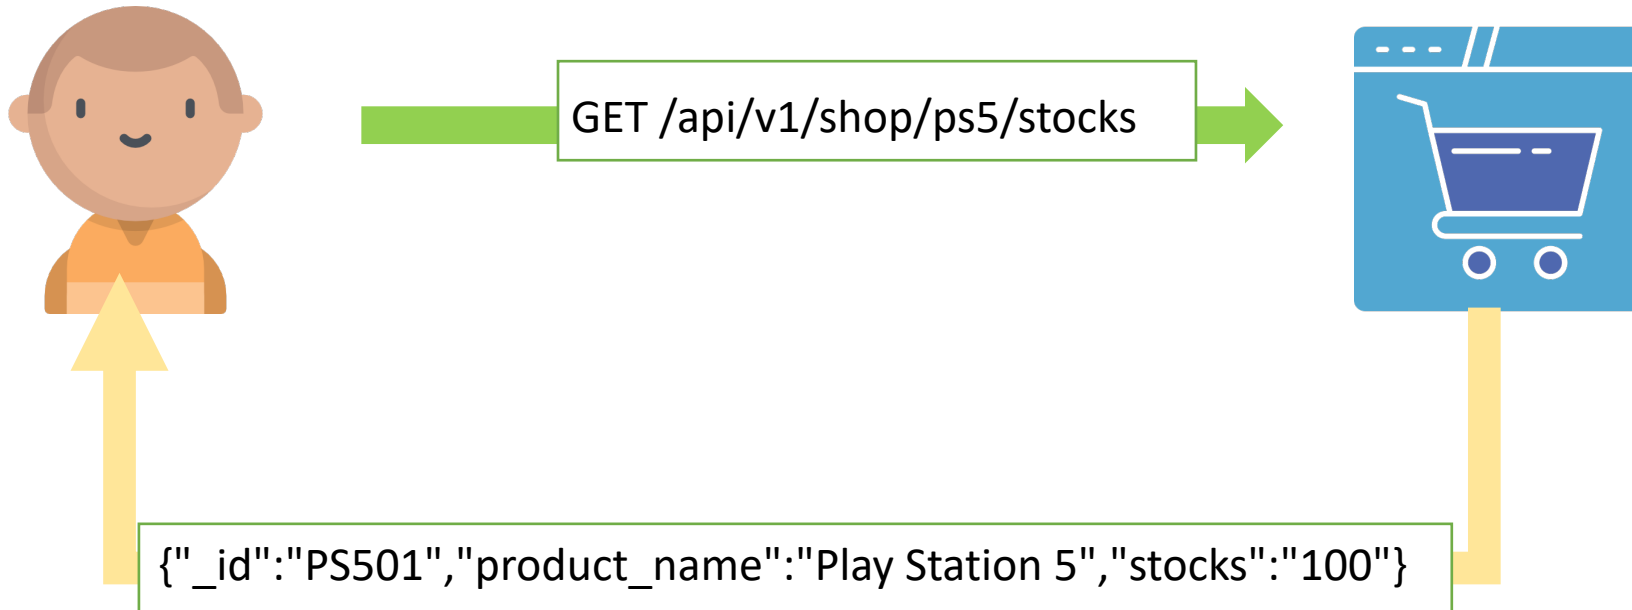 GET /api/v1/shop/ps5/stocks
{"_id":"PS501","product_name":"Play Station 5","stocks":"100"}